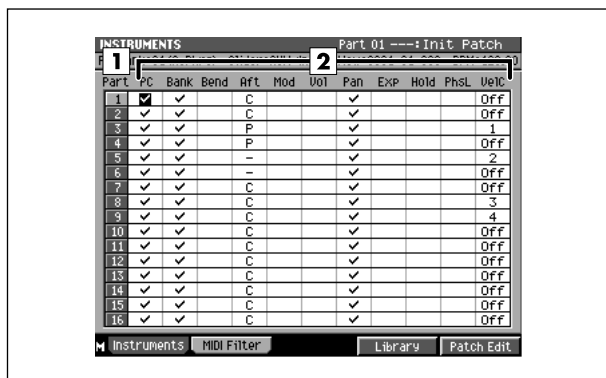 INSTRUMENTS Part 01 ---:Init Patch
1 2
Part PC Bank Bend Aft Mod Vol Pan Exp Hold PhsL VelC
1 ✓ ✓ C ✓ Off
2 ✓ ✓ C ✓ Off
3 ✓ ✓ P ✓ 1
4 ✓ ✓ P ✓ Off
5 ✓ ✓ – ✓ 2
6 ✓ ✓ – ✓ Off
7 ✓ ✓ C ✓ Off
8 ✓ ✓ C ✓ 3
9 ✓ ✓ C ✓ 4
10 ✓ ✓ C ✓ Off
11 ✓ ✓ C ✓ Off
12 ✓ ✓ C ✓ Off
13 ✓ ✓ C ✓ Off
14 ✓ ✓ C ✓ Off
15 ✓ ✓ C ✓ Off
16 ✓ ✓ C ✓ Off
M Instruments MIDI Filter Library Patch Edit